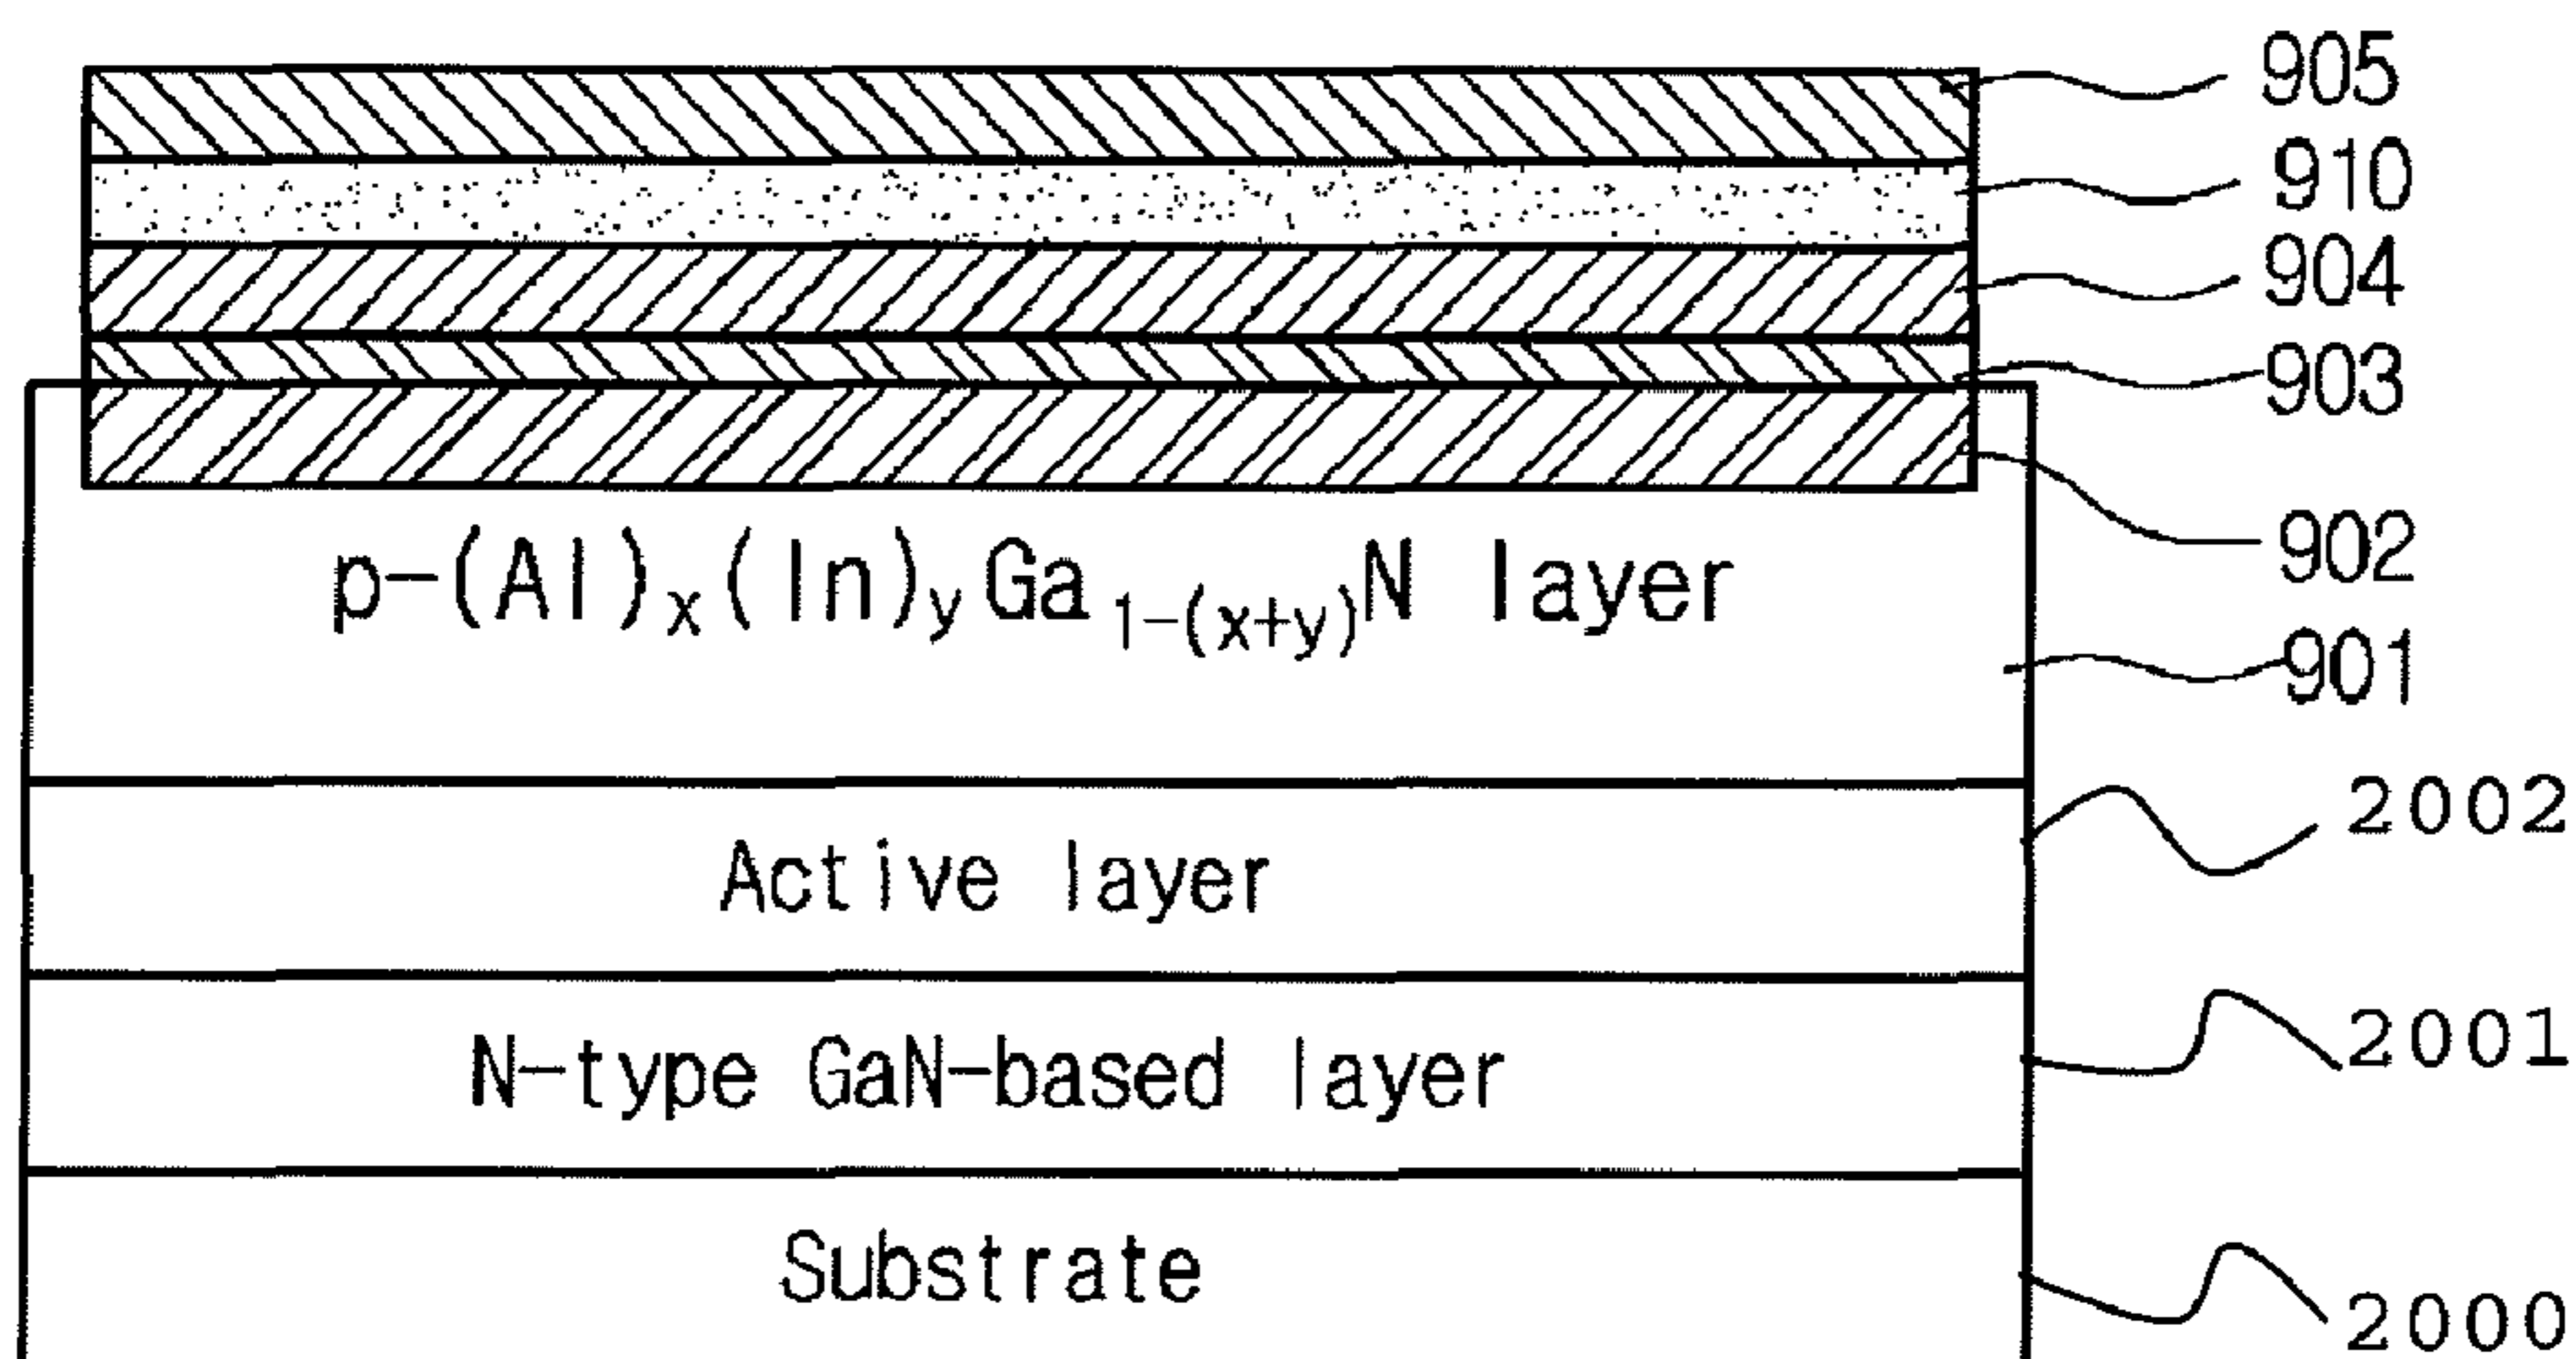 905
910
904
903
902
p-(Al)x(In)yGa1-(x+y)N layer
901
2002
Active layer
2001
N-type GaN-based layer
Substrate
2000